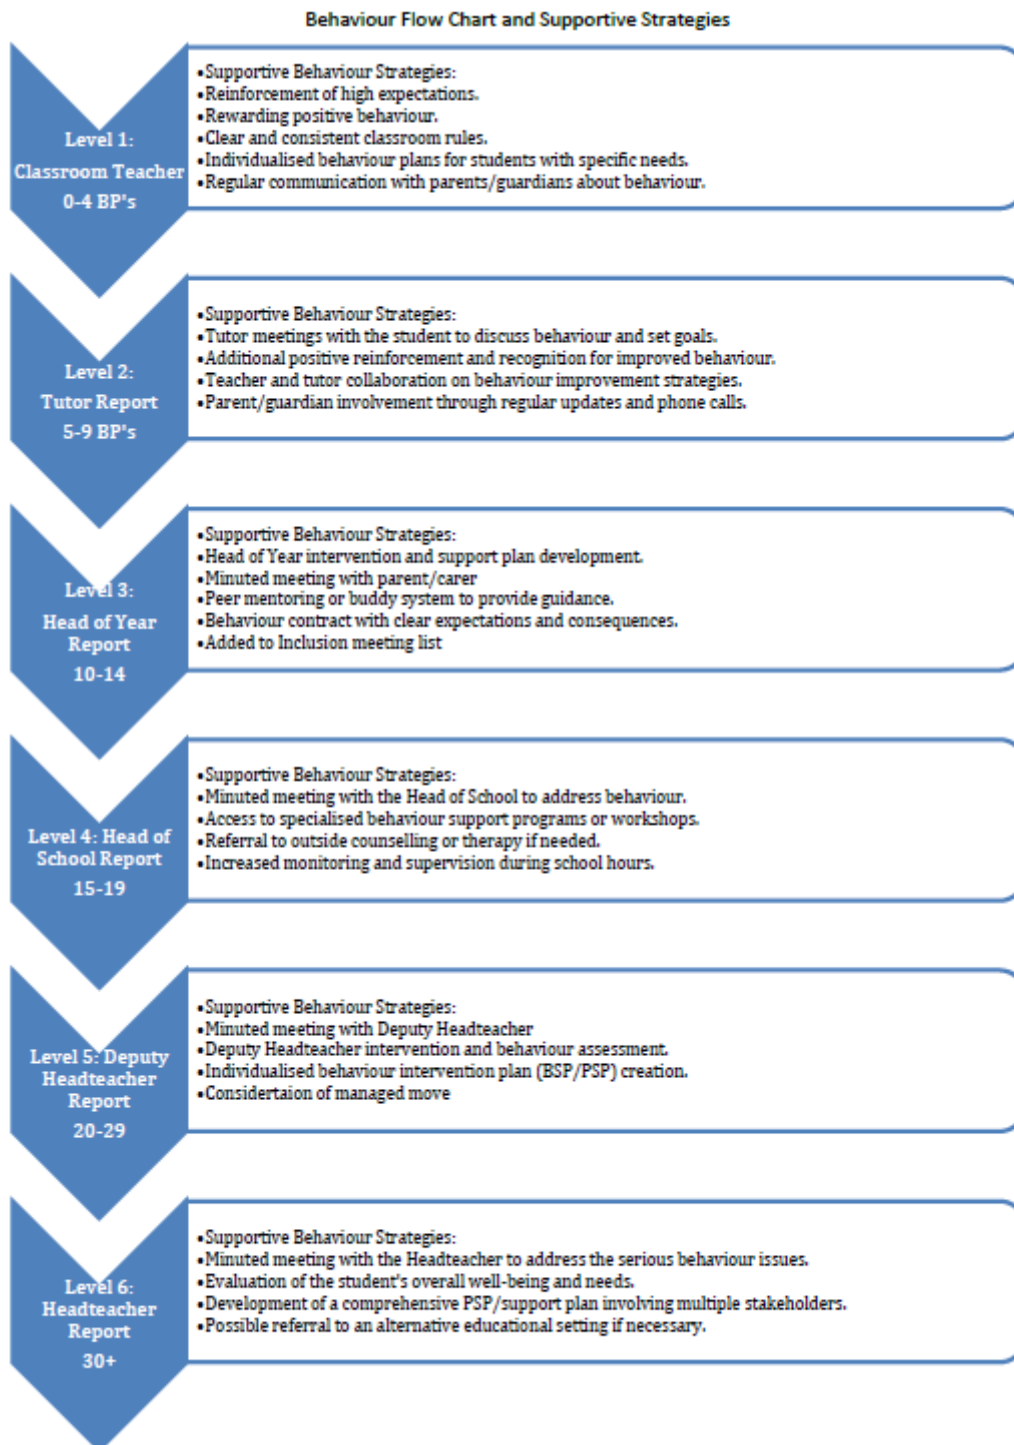 Behaviour Flow Chart and Supportive Strategies
Level 1:
Classroom Teacher
0-4 BP's
•Supportive Behaviour Strategies:
•Reinforcement of high expectations.
•Rewarding positive behaviour.
•Clear and consistent classroom rules.
•Individualised behaviour plans for students with specific needs.
•Regular communication with parents/guardians about behaviour.
Level 2:
Tutor Report
5-9 BP's
•Supportive Behaviour Strategies:
•Tutor meetings with the student to discuss behaviour and set goals.
•Additional positive reinforcement and recognition for improved behaviour.
•Teacher and tutor collaboration on behaviour improvement strategies.
•Parent/guardian involvement through regular updates and phone calls.
Level 3:
Head of Year
Report
10-14
•Supportive Behaviour Strategies:
•Head of Year intervention and support plan development.
•Minuted meeting with parent/carer
•Peer mentoring or buddy system to provide guidance.
•Behaviour contract with clear expectations and consequences.
•Added to Inclusion meeting list
Level 4: Head of
School Report
15-19
•Supportive Behaviour Strategies:
•Minuted meeting with the Head of School to address behaviour.
•Access to specialised behaviour support programs or workshops.
•Referral to outside counselling or therapy if needed.
•Increased monitoring and supervision during school hours.
Level 5: Deputy
Headteacher
Report
20-29
•Supportive Behaviour Strategies:
•Minuted meeting with Deputy Headteacher
•Deputy Headteacher intervention and behaviour assessment.
•Individualised behaviour intervention plan (BSP/PSP) creation.
•Considertaion of managed move
Level 6:
Headteacher
Report
30+
•Supportive Behaviour Strategies:
•Minuted meeting with the Headteacher to address the serious behaviour issues.
•Evaluation of the student's overall well-being and needs.
•Development of a comprehensive PSP/support plan involving multiple stakeholders.
•Possible referral to an alternative educational setting if necessary.